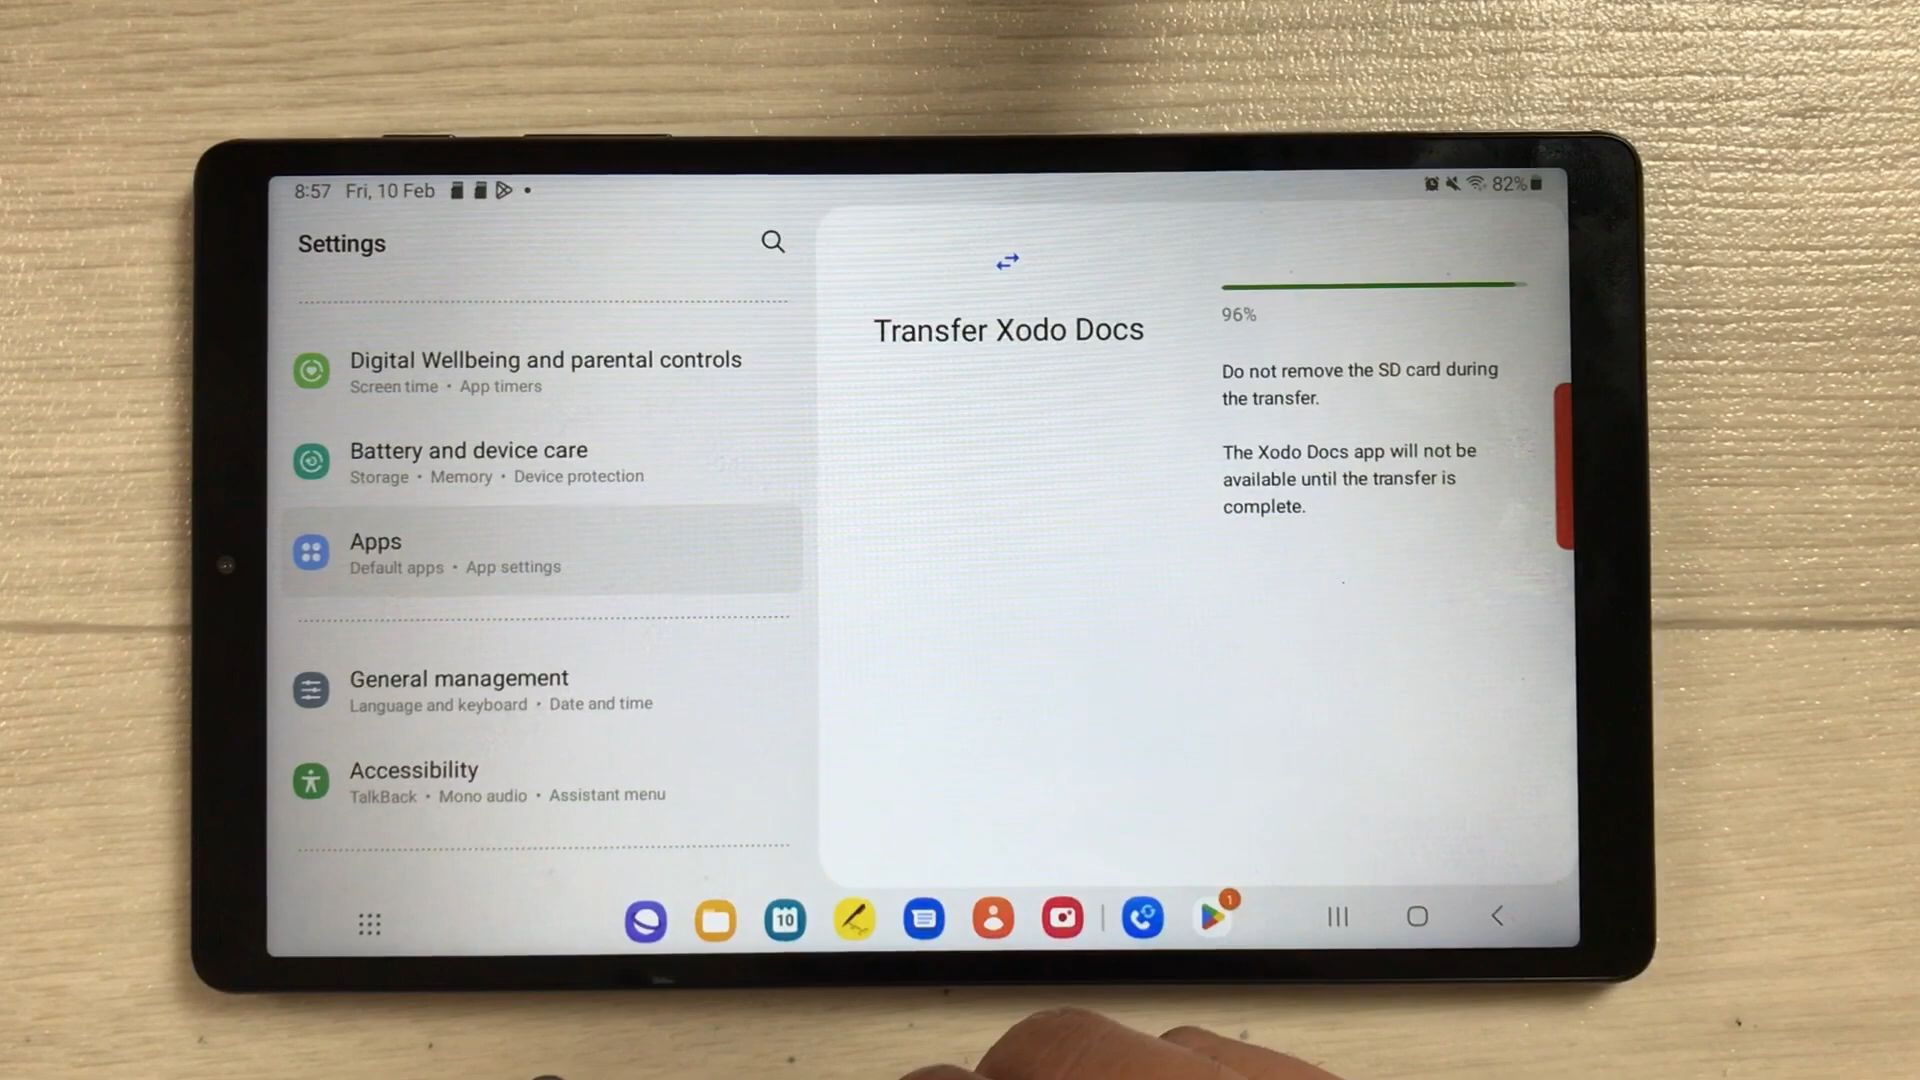 8:57 Fri, 10 Feb
82%
Settings
Digital Wellbeing and parental controls
Screen time • App timers
Battery and device care
Storage • Memory • Device protection
Apps
Default apps • App settings
General management
Language and keyboard • Date and time
Accessibility
TalkBack • Mono audio • Assistant menu
Transfer Xodo Docs
96%
Do not remove the SD card during
the transfer.
The Xodo Docs app will not be
available until the transfer is
complete.
10
1